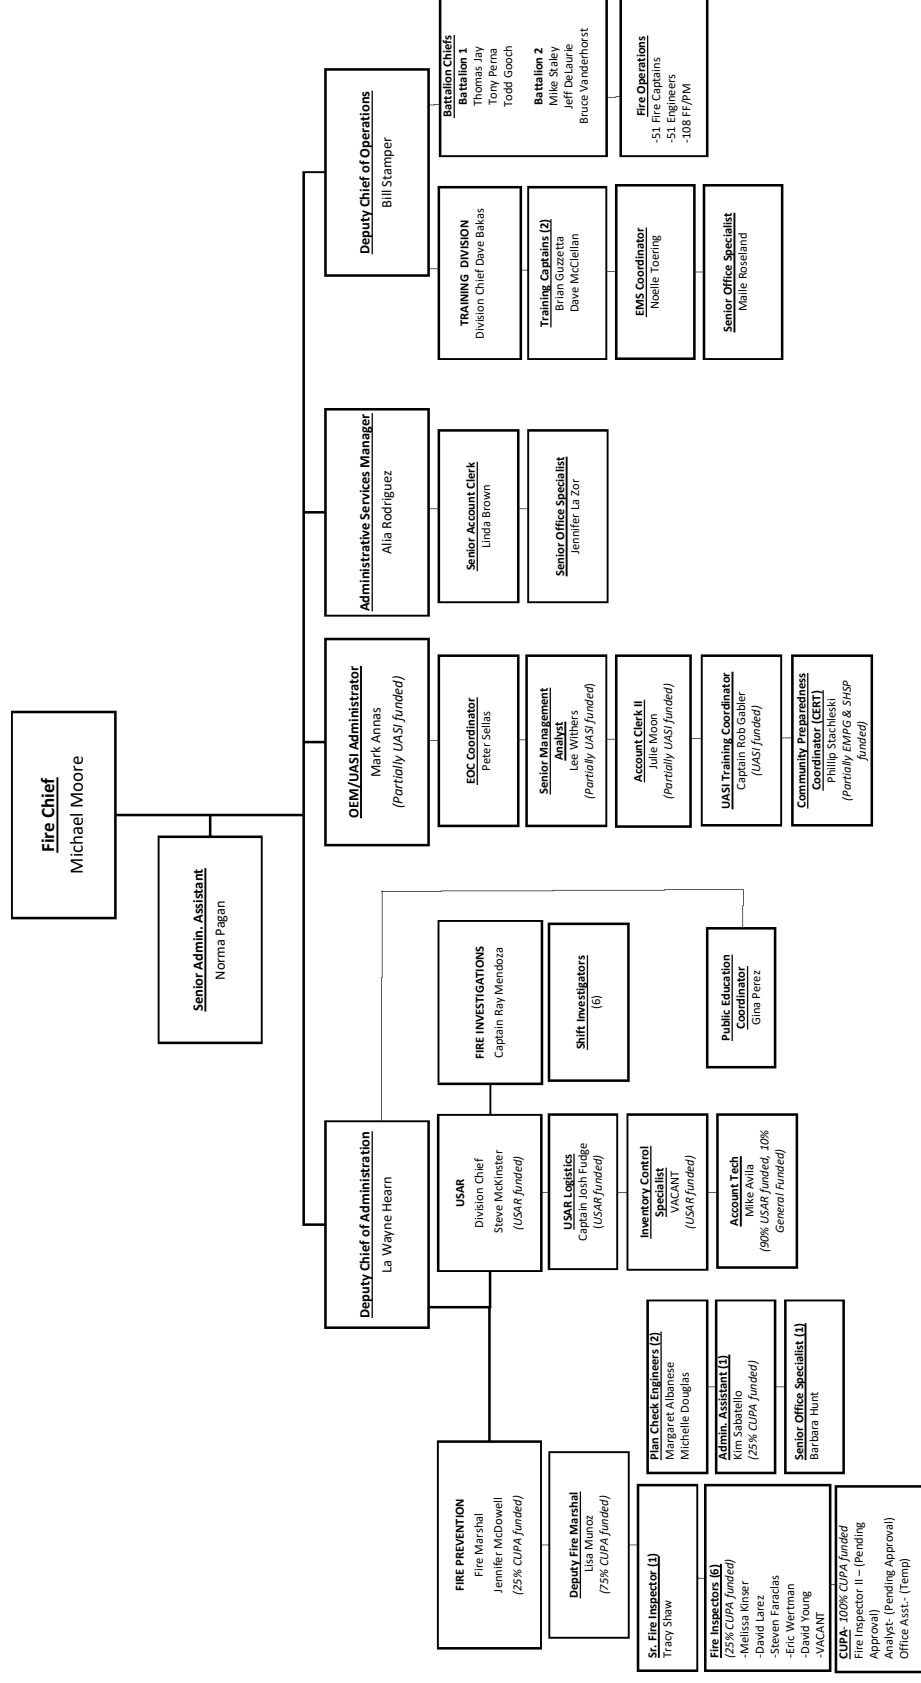 Fire Chief
Michael Moore
Senior Admin. Assistant
Norma Pagan
Deputy Chief of Administration
La Wayne Hearn
OEM/UASI Administrator
Mark Annas
(Partially UASI funded)
Administrative Services Manager
Alia Rodriguez
Deputy Chief of Operations
Bill Stamper
FIRE PREVENTION
Fire Marshal
Jennifer McDowell
(25% CUPA funded)
Deputy Fire Marshal
Lisa Munoz
(75% CUPA funded)
Sr. Fire Inspector (1)
Tracy Shaw
Fire Inspectors (6)
(25% CUPA funded)
-Melissa Kinser
-David Larez
-Steven Faraclas
-Eric Wertman
-David Young
-VACANT
CUPA- 100% CUPA funded
Fire Inspector II – (Pending
Approval)
Analyst- (Pending Approval)
Office Asst.- (Temp)
Plan Check Engineers (2)
Margaret Albanese
Michelle Douglas
Admin. Assistant (1)
Kim Sabatello
(25% CUPA funded)
Senior Office Specialist (1)
Barbara Hunt
USAR
Division Chief
Steve McKinster
(USAR funded)
USAR Logistics
Captain Josh Fudge
(USAR funded)
Inventory Control
Specialist
VACANT
(USAR funded)
Account Tech
Mike Avila
(90% USAR funded, 10%
General Funded)
FIRE INVESTIGATIONS
Captain Ray Mendoza
Shift Investigators
(6)
Public Education
Coordinator
Gina Perez
EOC Coordinator
Peter Sellas
Senior Management
Analyst
Lee Withers
(Partially UASI funded)
Account Clerk II
Julie Moon
(Partially UASI funded)
UASI Training Coordinator
Captain Rob Gabler
(UASI funded)
Community Preparedness
Coordinator (CERT)
Phillip Stachleski
(Partially EMPG & SHSP
funded)
Senior Account Clerk
Linda Brown
Senior Office Specialist
Jennifer La Zor
TRAINING DIVISION
Division Chief Dave Bakas
Training Captains (2)
Brian Guzzetta
Dave McClellan
EMS Coordinator
Noelle Toering
Senior Office Specialist
Maile Roseland
Battalion Chiefs
Battalion 1
Thomas Jay
Tony Perna
Todd Gooch
Battalion 2
Mike Staley
Jeff DeLaurie
Bruce Vanderhorst
Fire Operations
-51 Fire Captains
-51 Engineers
-108 FF/PM